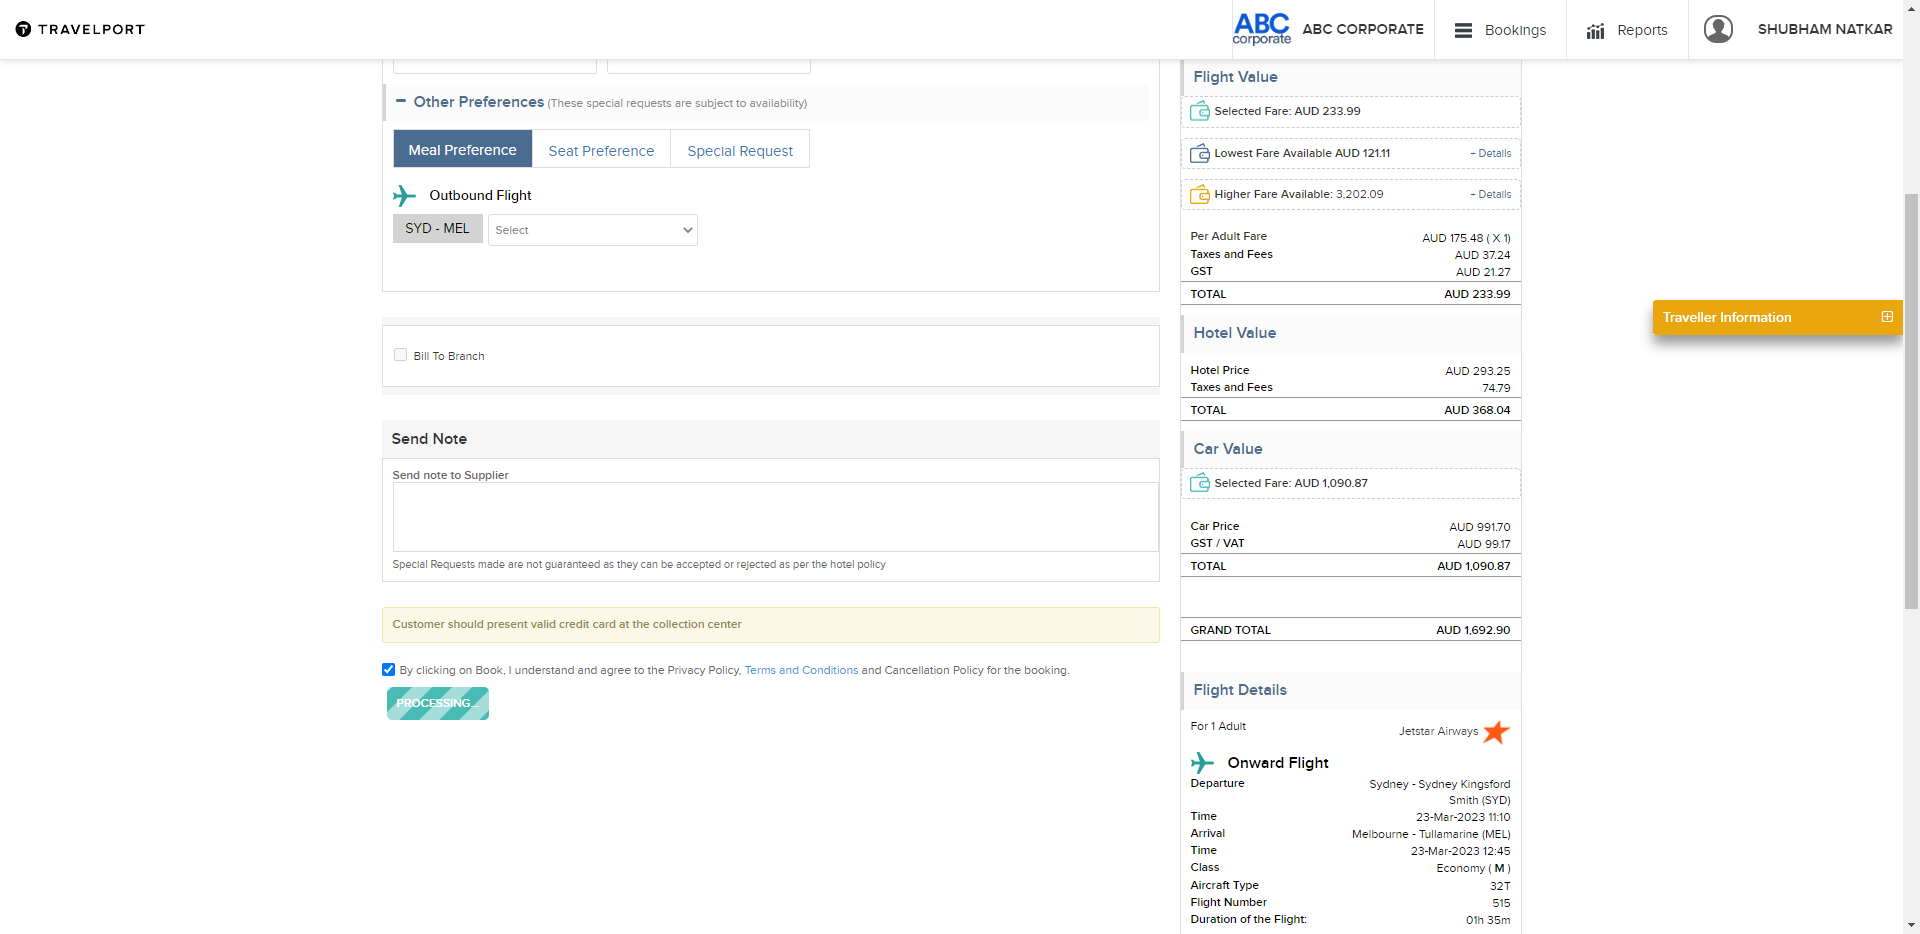 TRAVELPORT
ABC
corporate
ABC CORPORATE
Bookings
Reports
SHUBHAM NATKAR
Other Preferences (These special requests are subject to availability)
Meal Preference
Seat Preference
Special Request
Outbound Flight
SYD - MEL
Select
Bill To Branch
Send Note
Send note to Supplier
Special Requests made are not guaranteed as they can be accepted or rejected as per the hotel policy
Customer should present valid credit card at the collection center
By clicking on Book, I understand and agree to the Privacy Policy, Terms and Conditions and Cancellation Policy for the booking.
PROCESSING...
Flight Value
Selected Fare: AUD 233.99
Lowest Fare Available AUD 121.11 + Details
Higher Fare Available: 3,202.09 + Details
Per Adult Fare AUD 175.48 ( X 1)
Taxes and Fees AUD 37.24
GST AUD 21.27
TOTAL AUD 233.99
Hotel Value
Hotel Price AUD 293.25
Taxes and Fees 74.79
TOTAL AUD 368.04
Car Value
Selected Fare: AUD 1,090.87
Car Price AUD 991.70
GST / VAT AUD 99.17
TOTAL AUD 1,090.87
GRAND TOTAL AUD 1,692.90
Flight Details
For 1 Adult Jetstar Airways
Onward Flight
Departure Sydney - Sydney Kingsford
Smith (SYD)
Time 23-Mar-2023 11:10
Arrival Melbourne - Tullamarine (MEL)
Time 23-Mar-2023 12:45
Class Economy ( M )
Aircraft Type 32T
Flight Number 515
Duration of the Flight: 01h 35m
Traveller Information